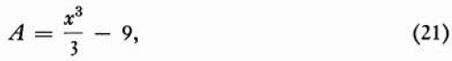 A = x³/3 − 9, (21)